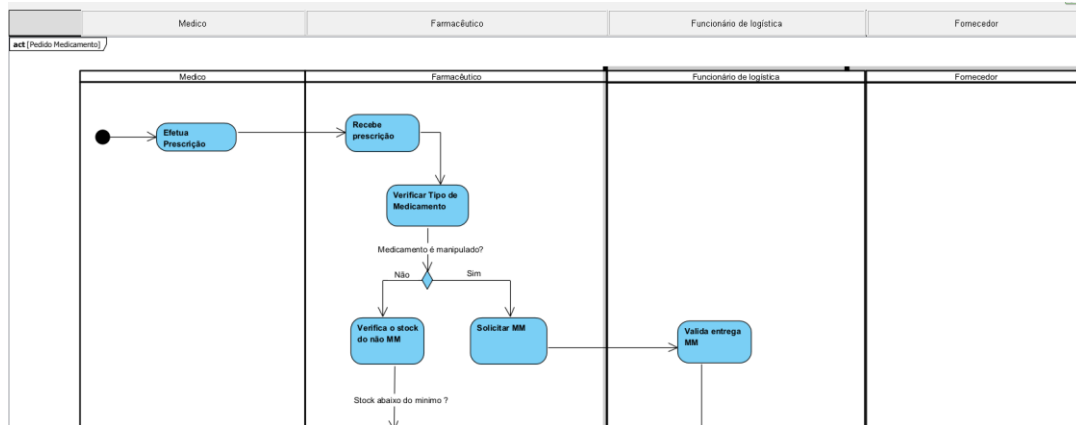 Medico
Farmacêutico
Funcionário de logística
Fornecedor
act [Pedido Medicamento]
Medico
Farmacêutico
Funcionário de logística
Fornecedor
Efetua
Prescrição
Recebe
prescrição
Verificar Tipo de
Medicamento
Medicamento é manipulado?
Não
Sim
Verifica o stock
do não MM
Solicitar MM
Valida entrega
MM
Stock abaixo do minimo ?